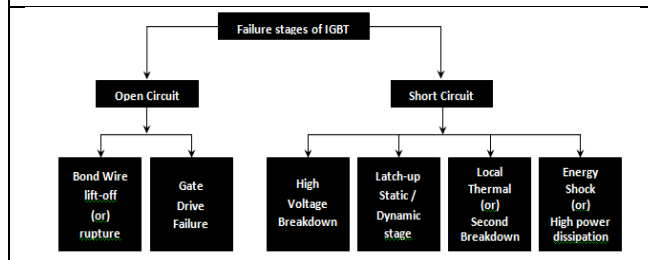 Failure stages of IGBT
Open Circuit
Short Circuit
Bond Wire
lift-off
(or)
rupture
Gate
Drive
Failure
High
Voltage
Breakdown
Latch-up
Static /
Dynamic
stage
Local
Thermal
(or)
Second
Breakdown
Energy
Shock
(or)
High power
dissipation